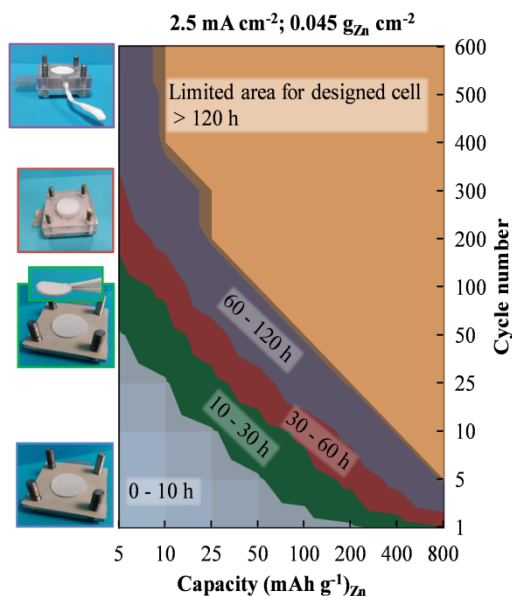 2.5 mA cm⁻²; 0.045 g_Zn cm⁻²
Limited area for designed cell
> 120 h
60 - 120 h
30 - 60 h
10 - 30 h
0 - 10 h
600
500
400
300
200
100
50
25
10
5
1
Cycle number
5 10 25 50 100 200 400 800
Capacity (mAh g⁻¹)_Zn